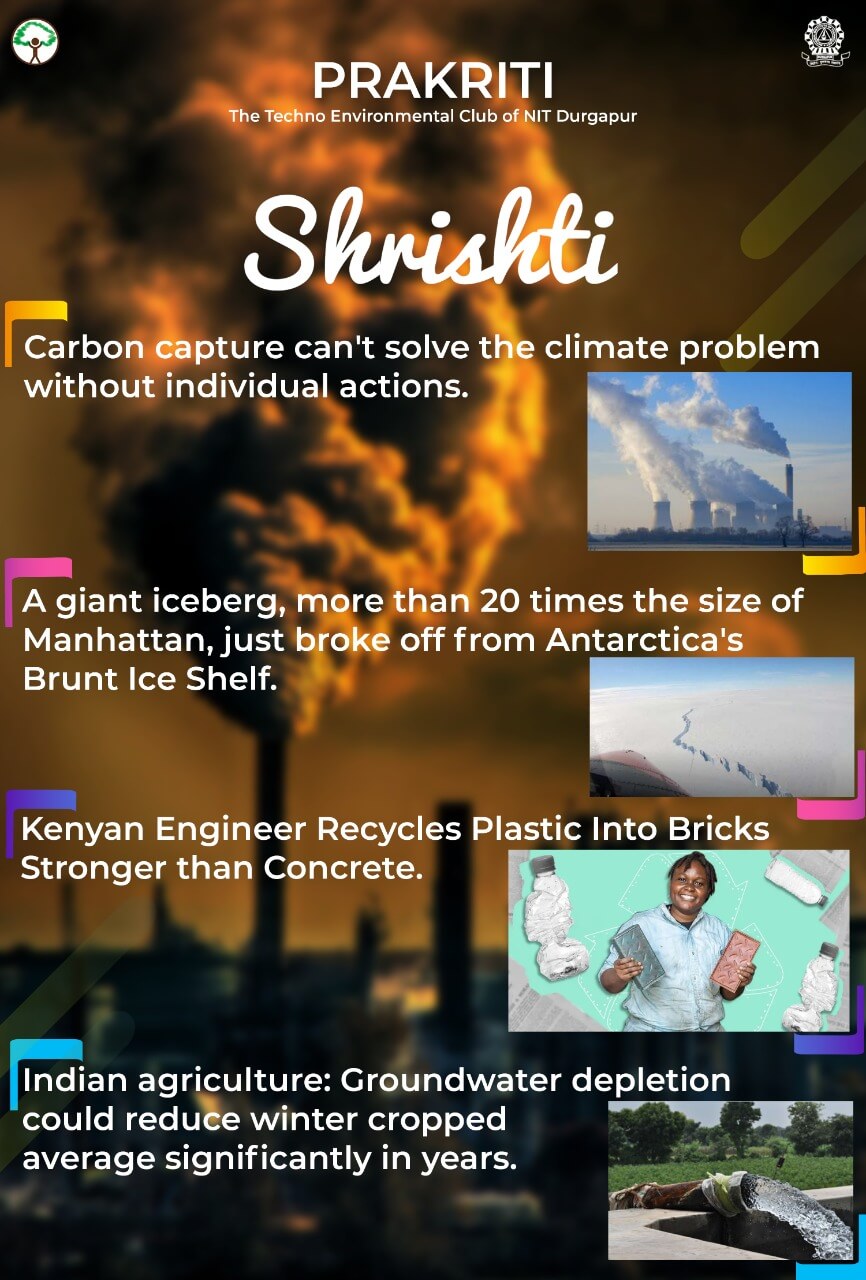 PRAKRITI
The Techno Environmental Club of NIT Durgapur
Shrishti
Carbon capture can't solve the climate problem
without individual actions.
A giant iceberg, more than 20 times the size of
Manhattan, just broke off from Antarctica's
Brunt Ice Shelf.
Kenyan Engineer Recycles Plastic Into Bricks
Stronger than Concrete.
Indian agriculture: Groundwater depletion
could reduce winter cropped
average significantly in years.